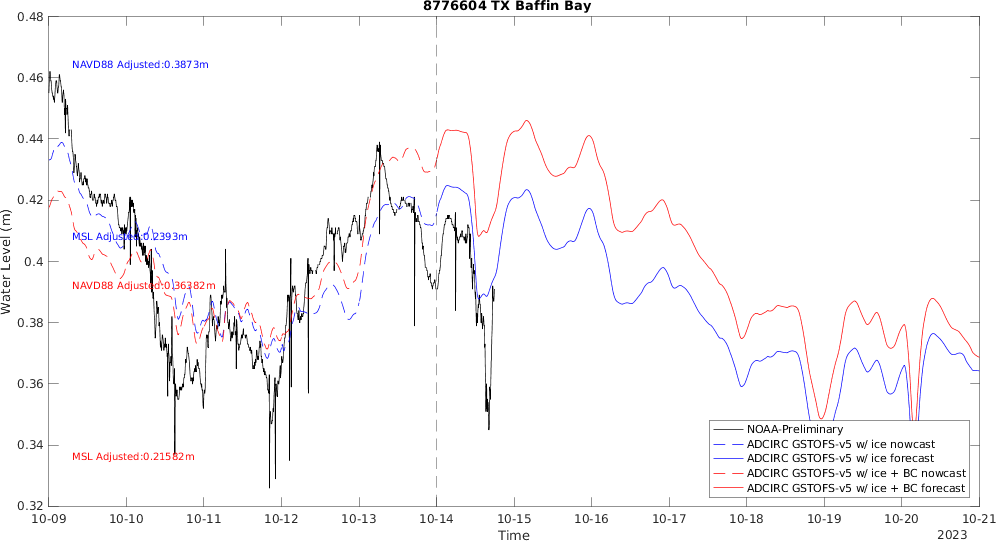 8776604 TX Baffin Bay
0.48
NAVD88 Adjusted:0.3873m
0.46
0.44
0.42
MSL Adjusted:0.2393m
0.4
NAVD88 Adjusted:0.36382m
0.38
0.36
0.34
MSL Adjusted:0.21582m
0.32
Water Level (m)
NOAA-Preliminary
ADCIRC GSTOFS-v5 w/ ice nowcast
ADCIRC GSTOFS-v5 w/ ice forecast
ADCIRC GSTOFS-v5 w/ ice + BC nowcast
ADCIRC GSTOFS-v5 w/ ice + BC forecast
10-09 10-10 10-11 10-12 10-13 10-14 10-15 10-16 10-17 10-18 10-19 10-20 10-21
Time
2023